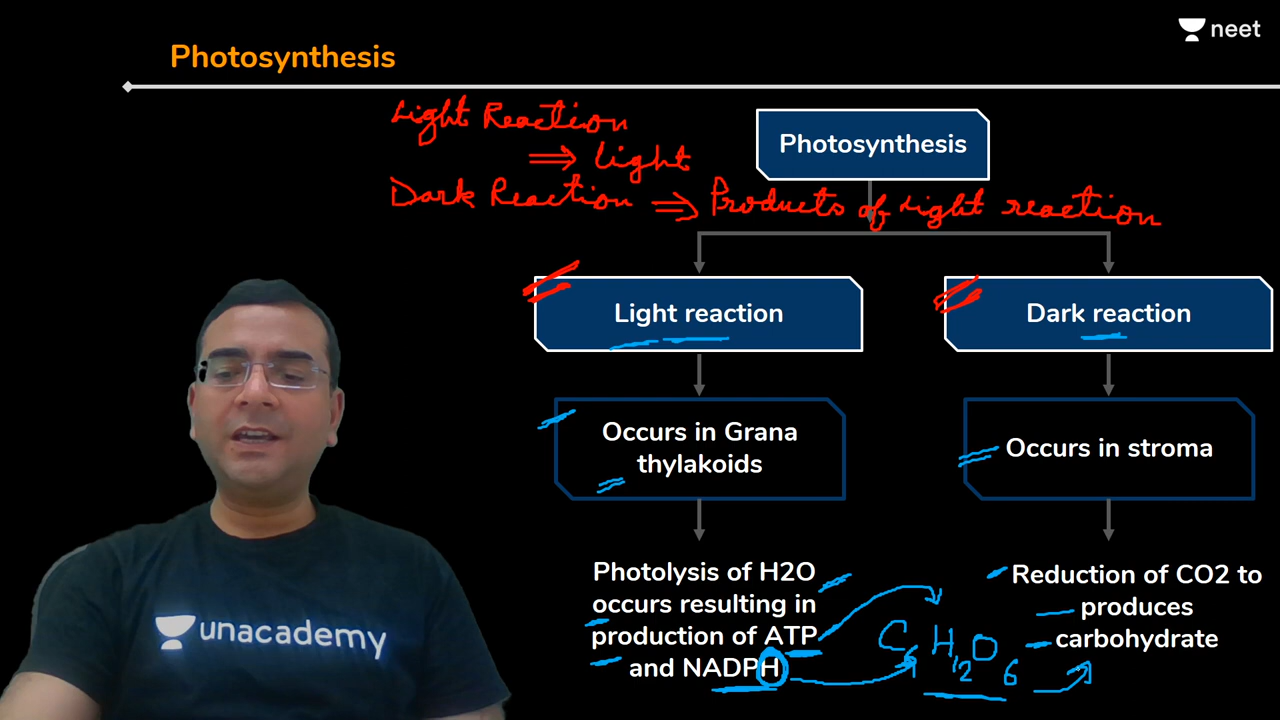 neet
Photosynthesis
Light Reaction
⇒ light
Photosynthesis
Dark Reaction ⇒ Products of Light reaction
Light reaction
Dark reaction
Occurs in Grana
thylakoids
Occurs in stroma
Photolysis of H2O
occurs resulting in
production of ATP
and NADPH
Reduction of CO2 to
produces
carbohydrate
C6H12O6
unacademy